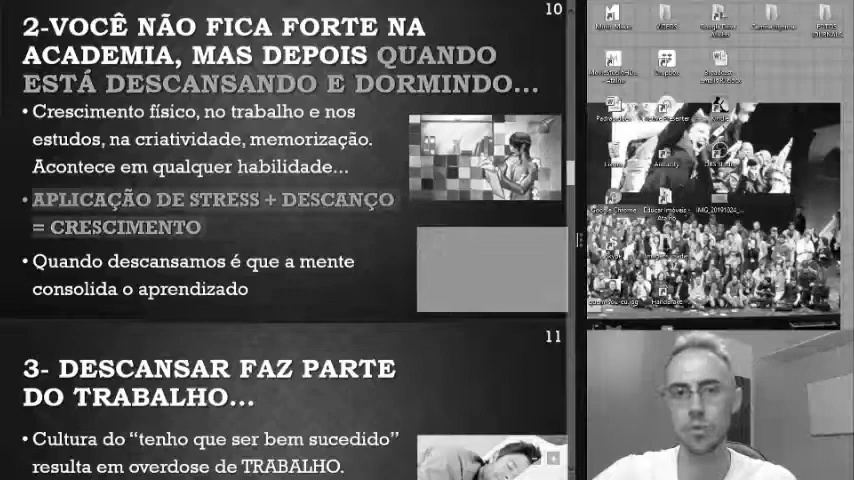 10
2-VOCÊ NÃO FICA FORTE NA
ACADEMIA, MAS DEPOIS QUANDO
ESTÁ DESCANSANDO E DORMINDO...
• Crescimento físico, no trabalho e nos
estudos, na criatividade, memorização.
Acontece em qualquer habilidade...
• APLICAÇÃO DE STRESS + DESCANÇO
= CRESCIMENTO
• Quando descansamos é que a mente
consolida o aprendizado
11
3- DESCANSAR FAZ PARTE
DO TRABALHO...
• Cultura do “tenho que ser bem sucedido”
resulta em overdose de TRABALHO.
VIDEOS
Dropbox
Google Chrome